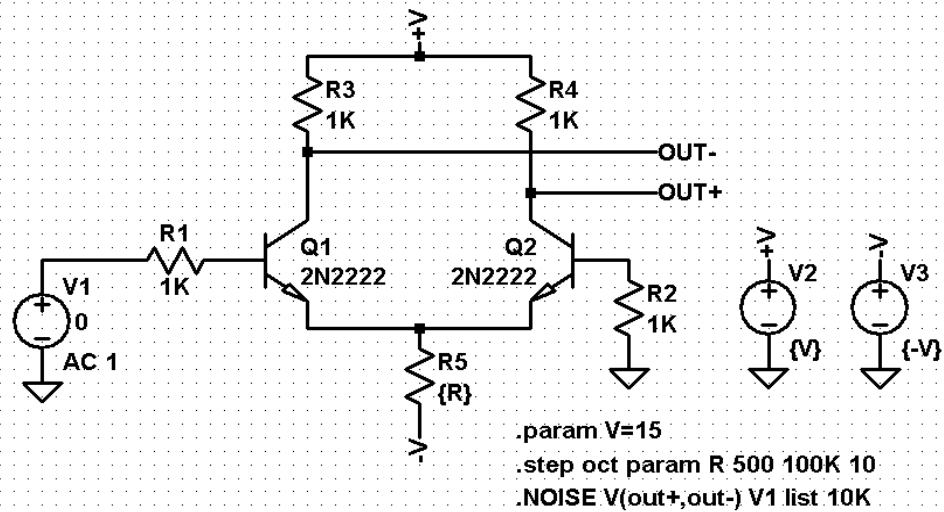 +V
R3
1K
R4
1K
OUT-
OUT+
R1
1K
Q1
2N2222
Q2
2N2222
V1
0
AC 1
R2
1K
+V
V2
{V}
-V
V3
{-V}
R5
{R}
-V
.param V=15
.step oct param R 500 100K 10
.NOISE V(out+,out-) V1 list 10K